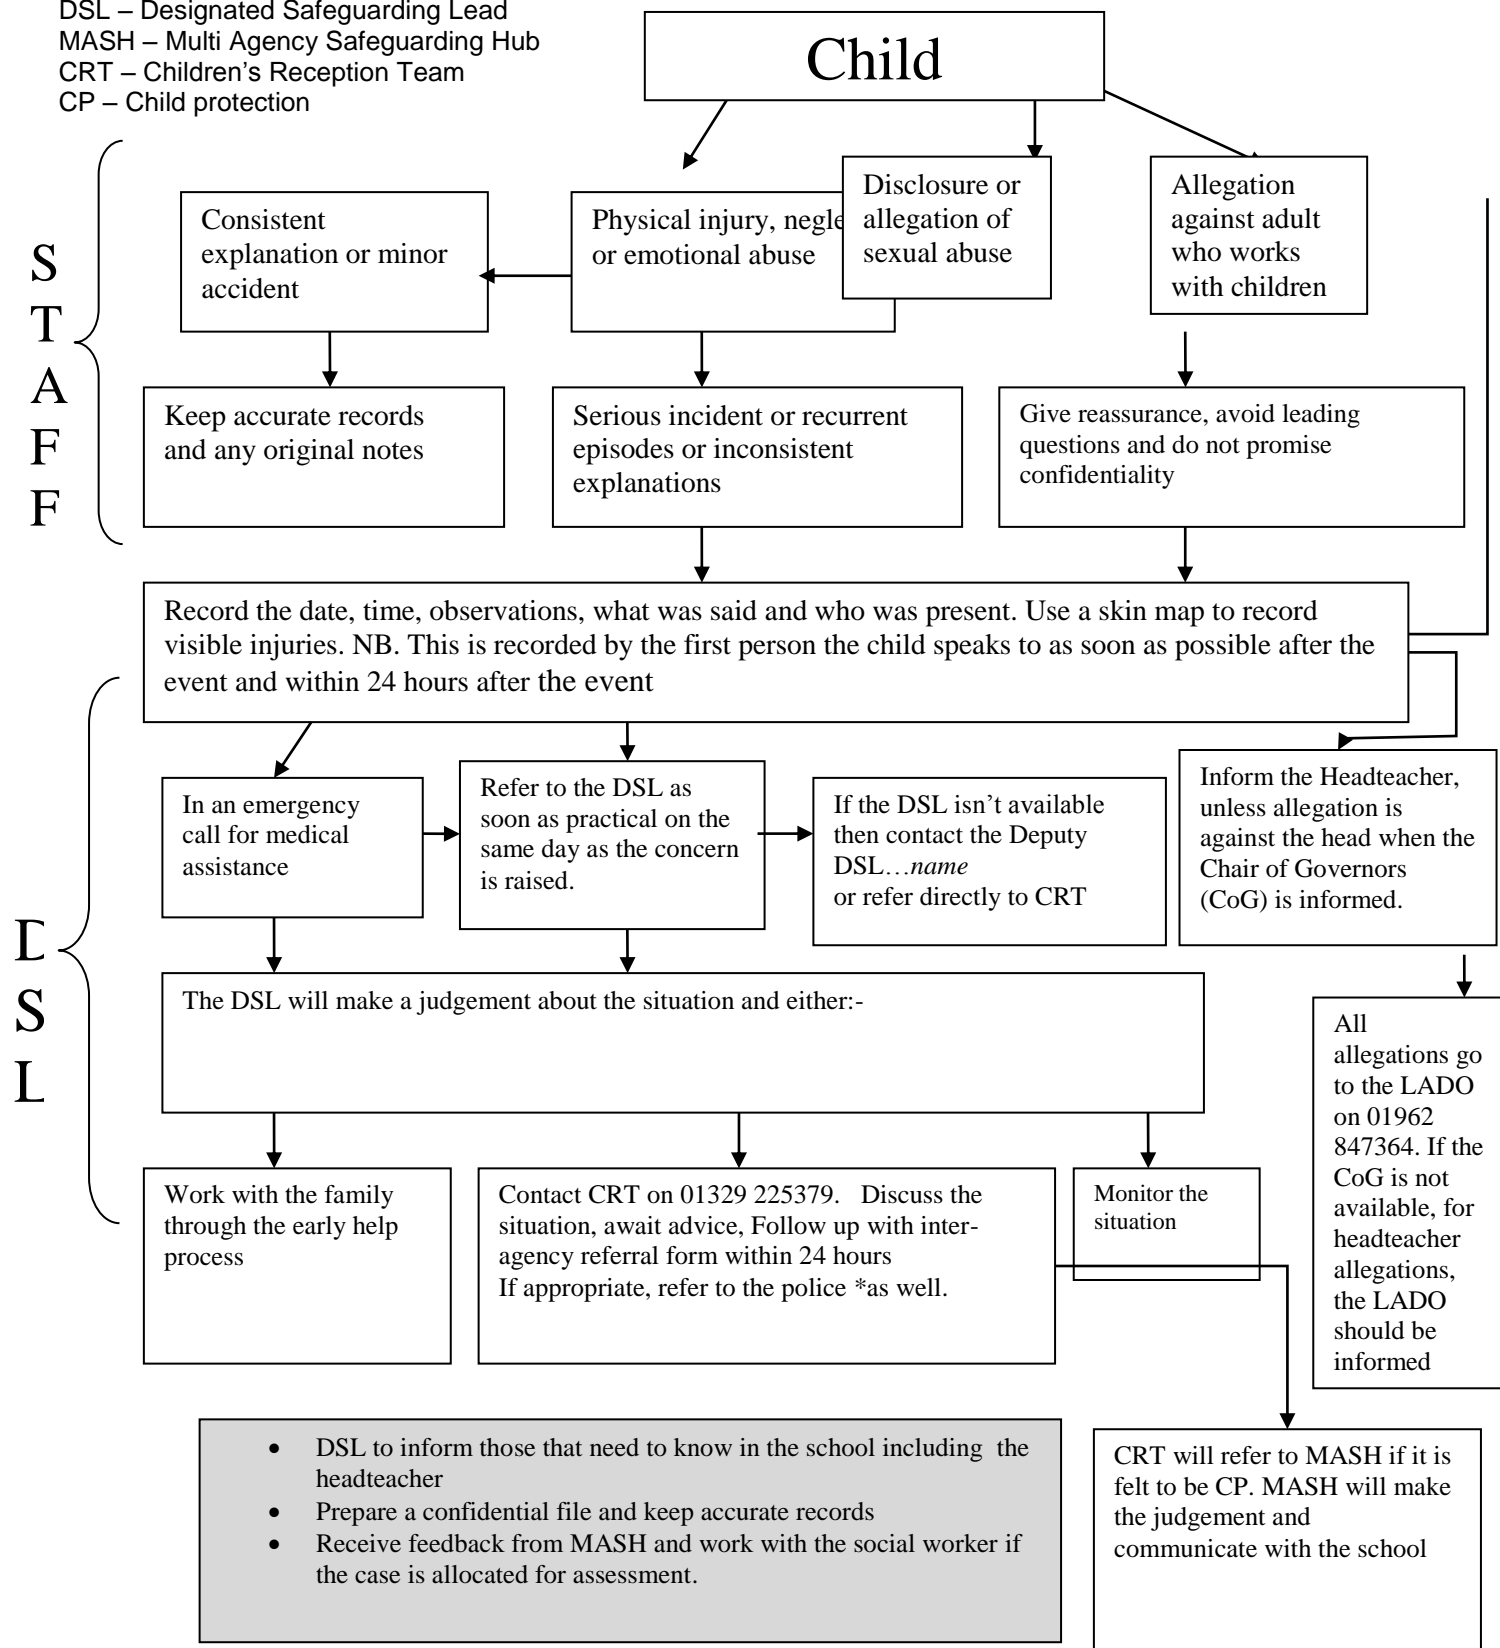 DSL – Designated Safeguarding Lead
MASH – Multi Agency Safeguarding Hub
CRT – Children's Reception Team
CP – Child protection
Child
Consistent
explanation or minor
accident
Physical injury, negle
or emotional abuse
Disclosure or
allegation of
sexual abuse
Allegation
against adult
who works
with children
S
T
A
F
F
Keep accurate records
and any original notes
Serious incident or recurrent
episodes or inconsistent
explanations
Give reassurance, avoid leading
questions and do not promise
confidentiality
Record the date, time, observations, what was said and who was present. Use a skin map to record
visible injuries. NB. This is recorded by the first person the child speaks to as soon as possible after the
event and within 24 hours after the event
D
S
L
In an emergency
call for medical
assistance
Refer to the DSL as
soon as practical on the
same day as the concern
is raised.
If the DSL isn't available
then contact the Deputy
DSL…name
or refer directly to CRT
Inform the Headteacher,
unless allegation is
against the head when the
Chair of Governors
(CoG) is informed.
The DSL will make a judgement about the situation and either:-
All
allegations go
to the LADO
on 01962
847364. If the
CoG is not
available, for
headteacher
allegations,
the LADO
should be
informed
Work with the family
through the early help
process
Contact CRT on 01329 225379.   Discuss the
situation, await advice, Follow up with inter-
agency referral form within 24 hours
If appropriate, refer to the police *as well.
Monitor the
situation
• DSL to inform those that need to know in the school including  the
headteacher
• Prepare a confidential file and keep accurate records
• Receive feedback from MASH and work with the social worker if
the case is allocated for assessment.
CRT will refer to MASH if it is
felt to be CP. MASH will make
the judgement and
communicate with the school